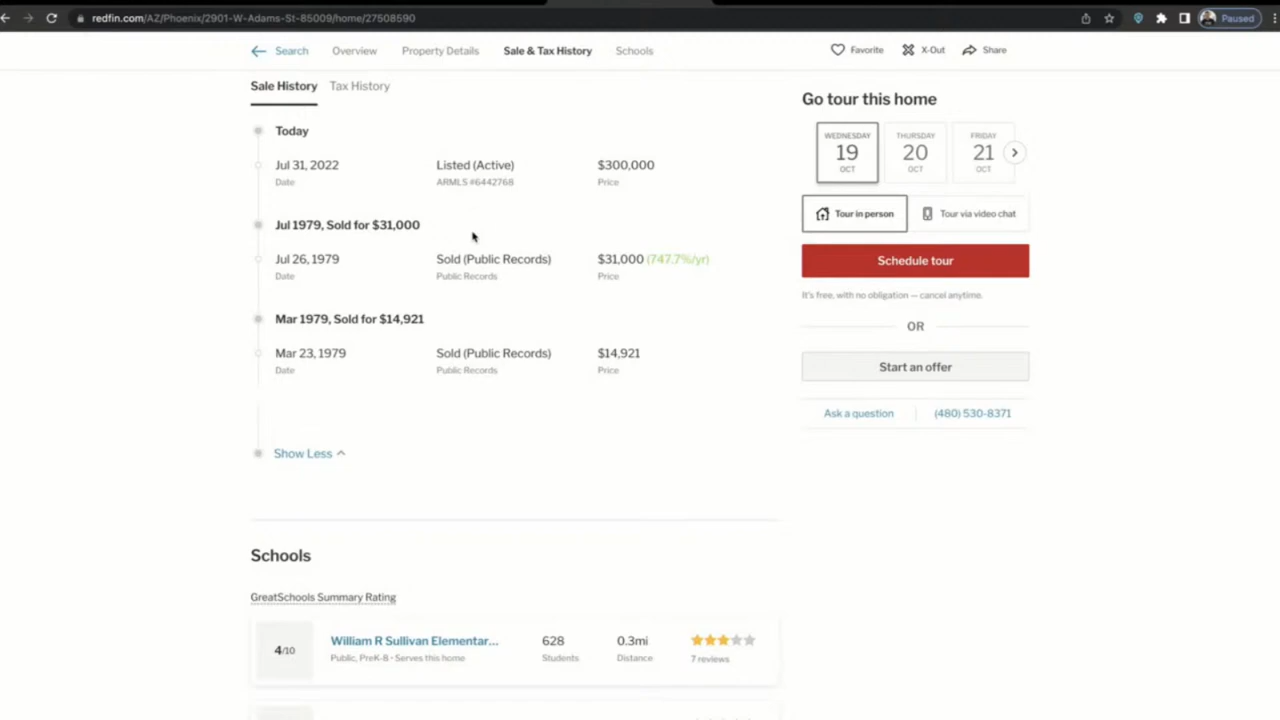 redfin.com/AZ/Phoenix/2901-W-Adams-St-85009/home/27508590
Paused
Search
Overview
Property Details
Sale & Tax History
Schools
Favorite
X-Out
Share
Sale History
Tax History
Today
Jul 31, 2022
Listed (Active)
$300,000
Date
ARMLS #6442768
Price
Jul 1979, Sold for $31,000
Jul 26, 1979
Sold (Public Records)
$31,000 (747.7%/yr)
Date
Public Records
Price
Mar 1979, Sold for $14,921
Mar 23, 1979
Sold (Public Records)
$14,921
Date
Public Records
Price
Show Less
Go tour this home
WEDNESDAY
19
OCT
THURSDAY
20
OCT
FRIDAY
21
OCT
Tour in person
Tour via video chat
Schedule tour
It's free, with no obligation — cancel anytime.
OR
Start an offer
Ask a question
(480) 530-8371
Schools
GreatSchools Summary Rating
4/10
William R Sullivan Elementar...
Public, PreK-8 • Serves this home
628
Students
0.3mi
Distance
7 reviews